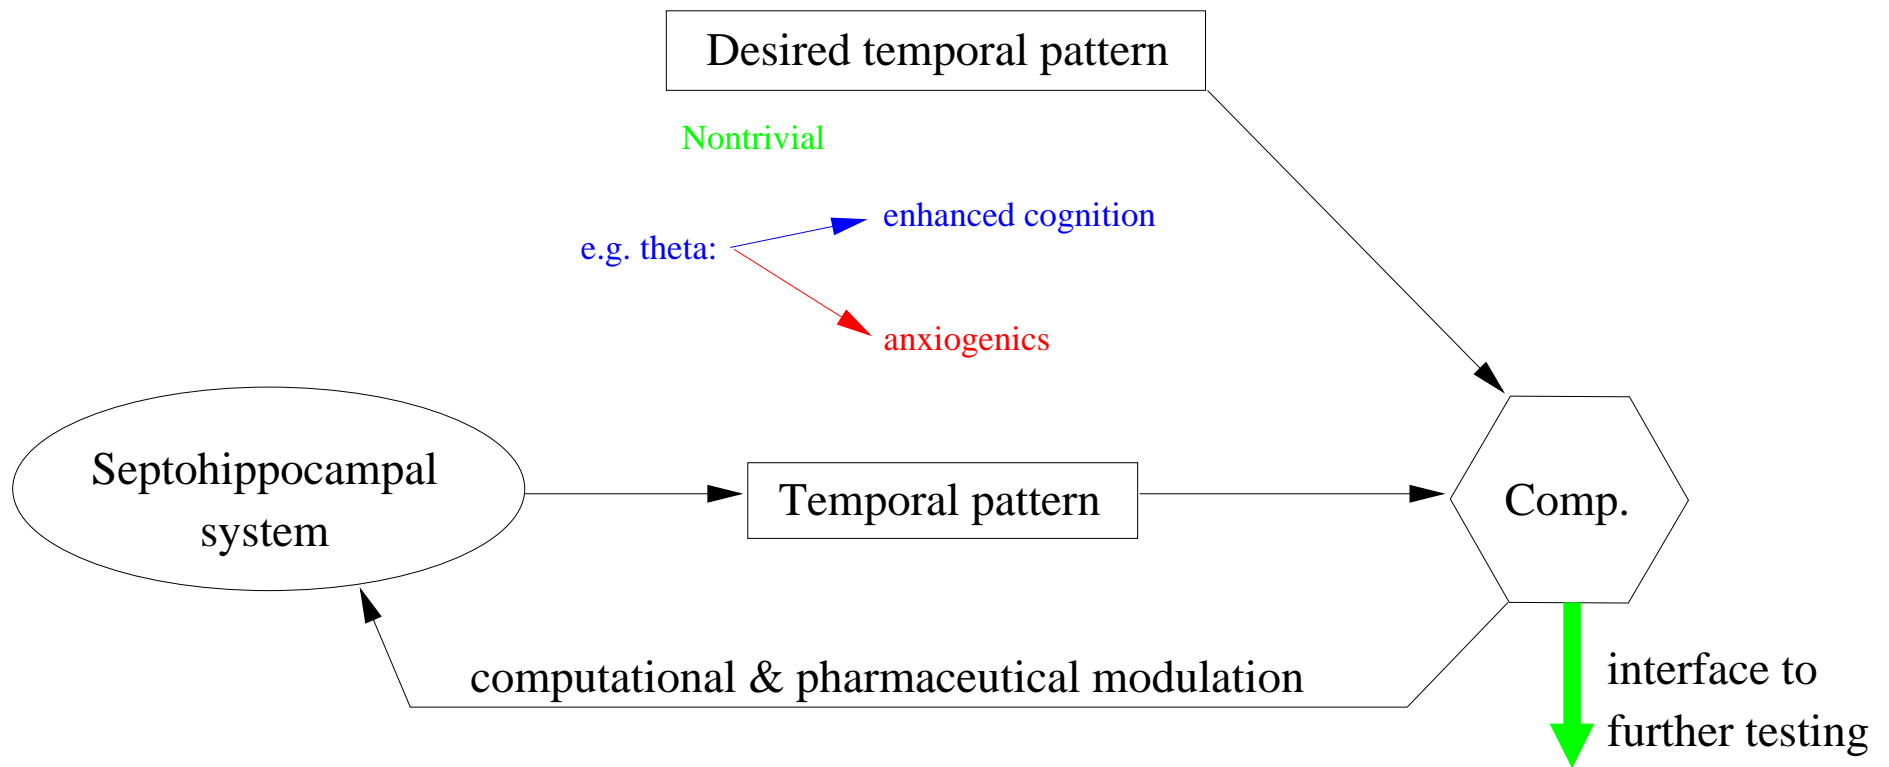 Desired temporal pattern
Nontrivial
enhanced cognition
e.g. theta:
anxiogenics
Septohippocampal
system
Temporal pattern
Comp.
computational & pharmaceutical modulation
interface to
further testing